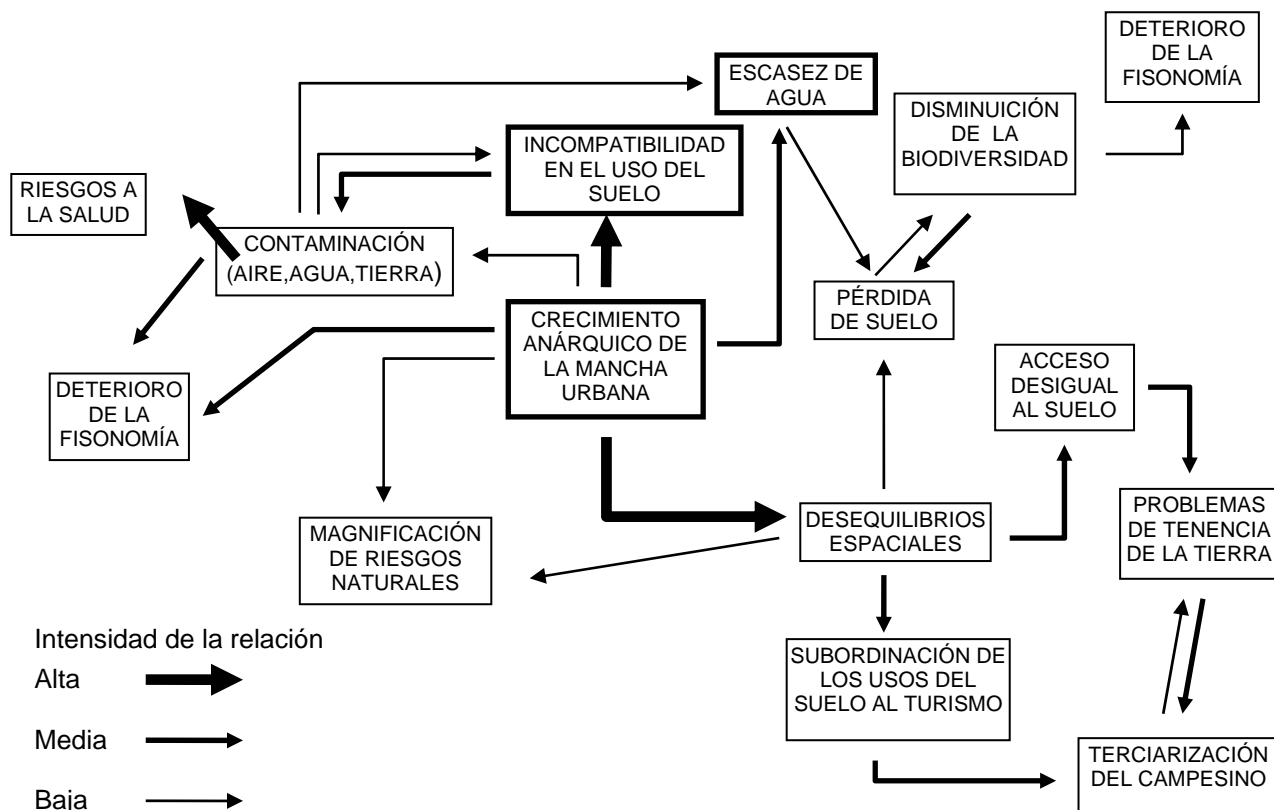 DETERIORO
DE LA
FISONOMÍA
ESCASEZ DE
AGUA
DISMINUICIÓN
DE LA
BIODIVERSIDAD
INCOMPATIBILIDAD
EN EL USO DEL
SUELO
RIESGOS A
LA SALUD
CONTAMINACIÓN
(AIRE,AGUA,TIERRA)
PÉRDIDA
DE SUELO
CRECIMIENTO
ANÁRQUICO DE
LA MANCHA
URBANA
ACCESO
DESIGUAL
AL SUELO
DETERIORO
DE LA
FISONOMÍA
PROBLEMAS
DE TENENCIA
DE LA TIERRA
DESEQUILIBRIOS
ESPACIALES
MAGNIFICACIÓN
DE RIESGOS
NATURALES
SUBORDINACIÓN DE
LOS USOS DEL
SUELO AL TURISMO
TERCIARIZACIÓN
DEL CAMPESINO
Intensidad de la relación
Alta
Media
Baja